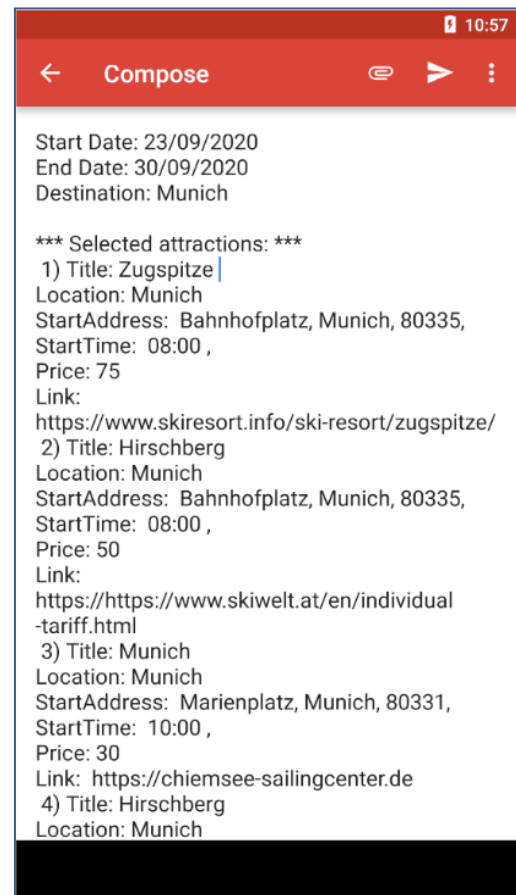 10:57
Compose
Start Date: 23/09/2020
End Date: 30/09/2020
Destination: Munich
*** Selected attractions: ***
1) Title: Zugspitze
Location: Munich
StartAddress:  Bahnhofplatz, Munich, 80335,
StartTime:  08:00 ,
Price: 75
Link:
https://www.skiresort.info/ski-resort/zugspitze/
2) Title: Hirschberg
Location: Munich
StartAddress:  Bahnhofplatz, Munich, 80335,
StartTime:  08:00 ,
Price: 50
Link:
https://https://www.skiwelt.at/en/individual
-tariff.html
3) Title: Munich
Location: Munich
StartAddress:  Marienplatz, Munich, 80331,
StartTime:  10:00 ,
Price: 30
Link:  https://chiemsee-sailingcenter.de
4) Title: Hirschberg
Location: Munich